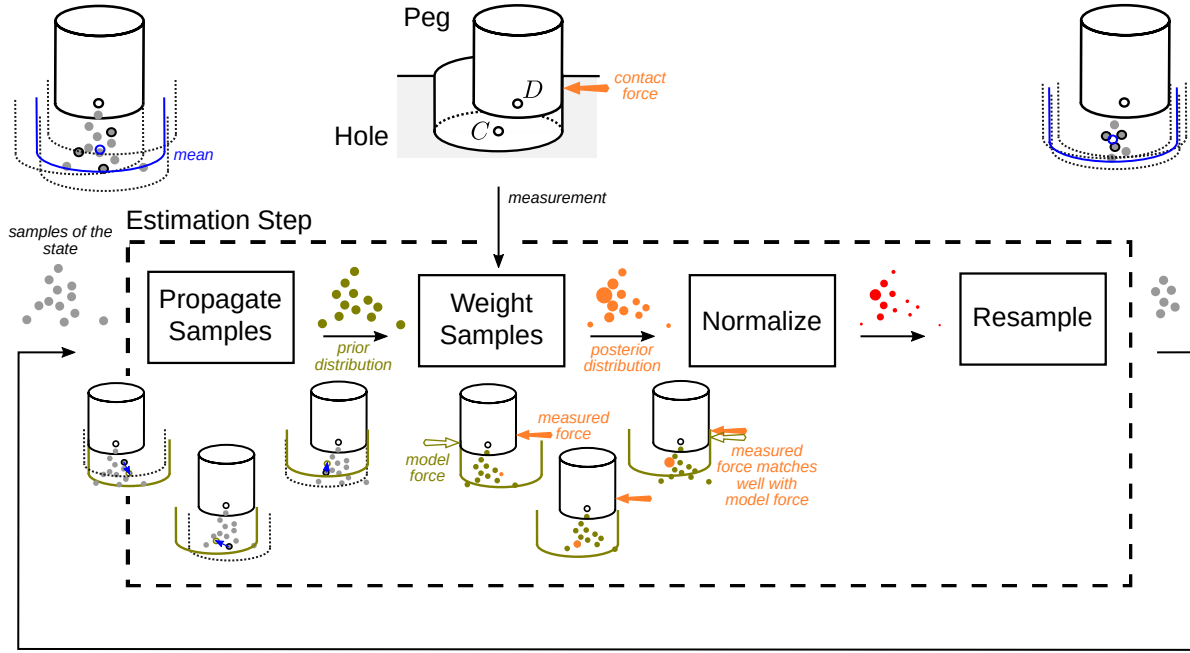 Peg
D
contact
force
Hole
C
mean
measurement
Estimation Step
samples of the
state
Propagate
Samples
prior
distribution
Weight
Samples
posterior
distribution
Normalize
Resample
model
force
measured
force
measured
force matches
well with
model force